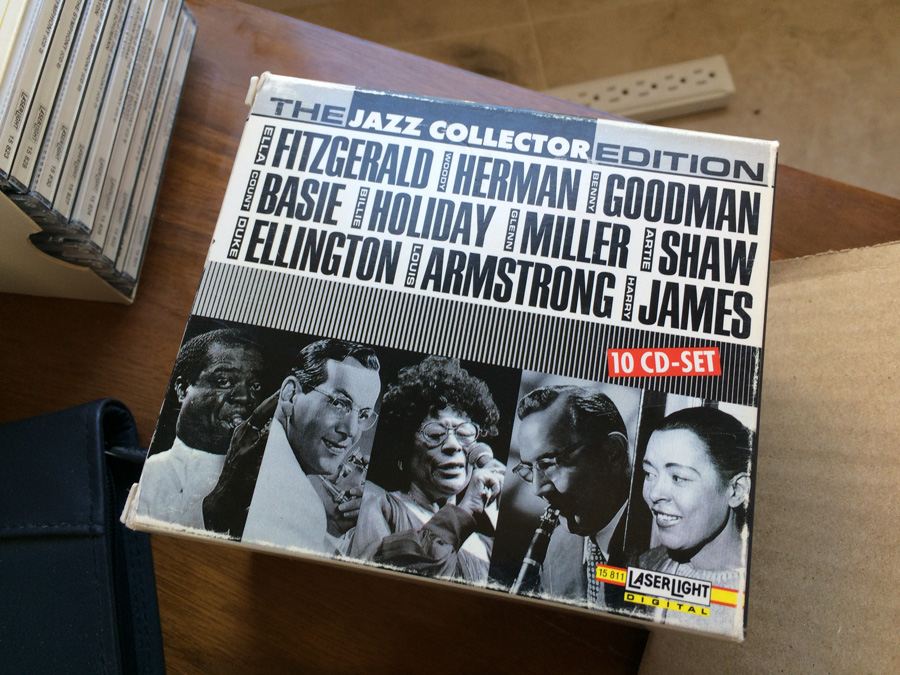 THE JAZZ COLLECTOR EDITION
ELLA FITZGERALD WOODY HERMAN BENNY GOODMAN
COUNT BASIE BILLIE HOLIDAY GLENN MILLER ARTIE SHAW
DUKE ELLINGTON LOUIS ARMSTRONG HARRY JAMES
10 CD-SET
15 811 LASERLIGHT
DIGITAL